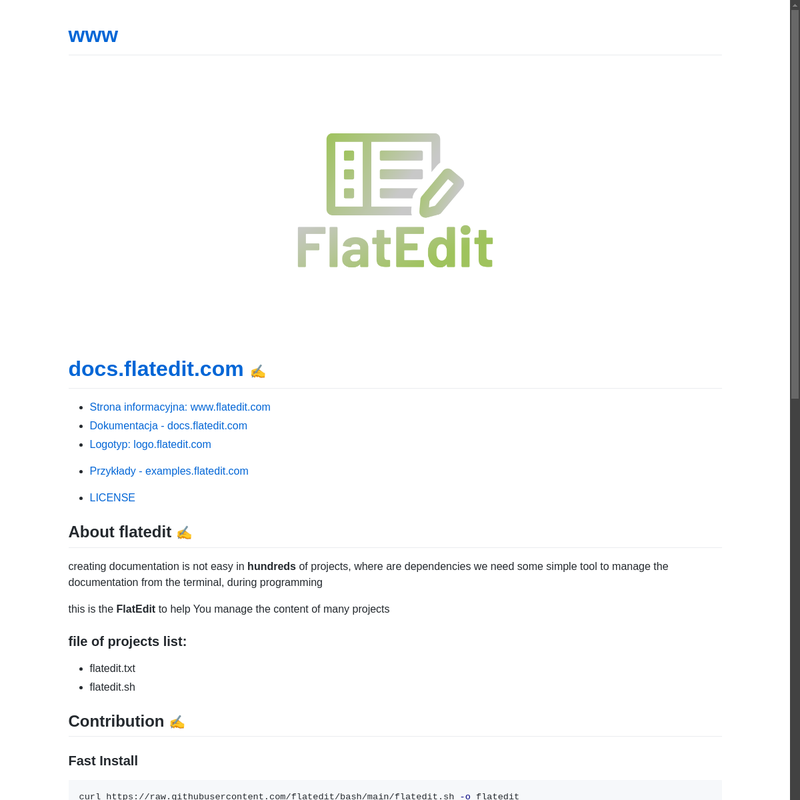 www
FlatEdit
docs.flatedit.com ✍️
Strona informacyjna: www.flatedit.com
Dokumentacja - docs.flatedit.com
Logotyp: logo.flatedit.com
Przykłady - examples.flatedit.com
LICENSE
About flatedit ✍️
creating documentation is not easy in hundreds of projects, where are dependencies we need some simple tool to manage the
documentation from the terminal, during programming
this is the FlatEdit to help You manage the content of many projects
file of projects list:
flatedit.txt
flatedit.sh
Contribution ✍️
Fast Install
curl https://raw.githubusercontent.com/flatedit/bash/main/flatedit.sh -o flatedit